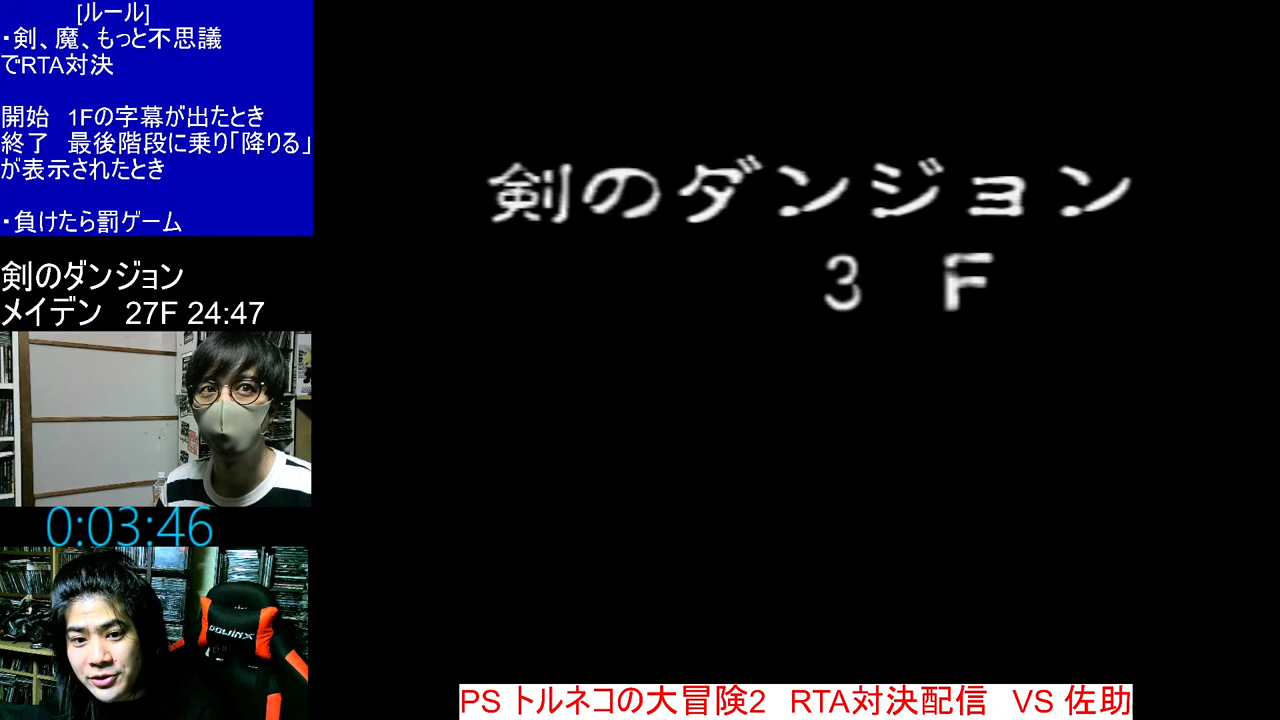 [ルール]
・剣、魔、もっと不思議
でRTA対決
開始　1Fの字幕が出たとき
終了　最後階段に乗り「降りる」
が表示されたとき
・負けたら罰ゲーム
剣のダンジョン
メイデン　27F 24:47
0:03:46
剣のダンジョン
3 F
PS トルネコの大冒険2　RTA対決配信　VS 佐助